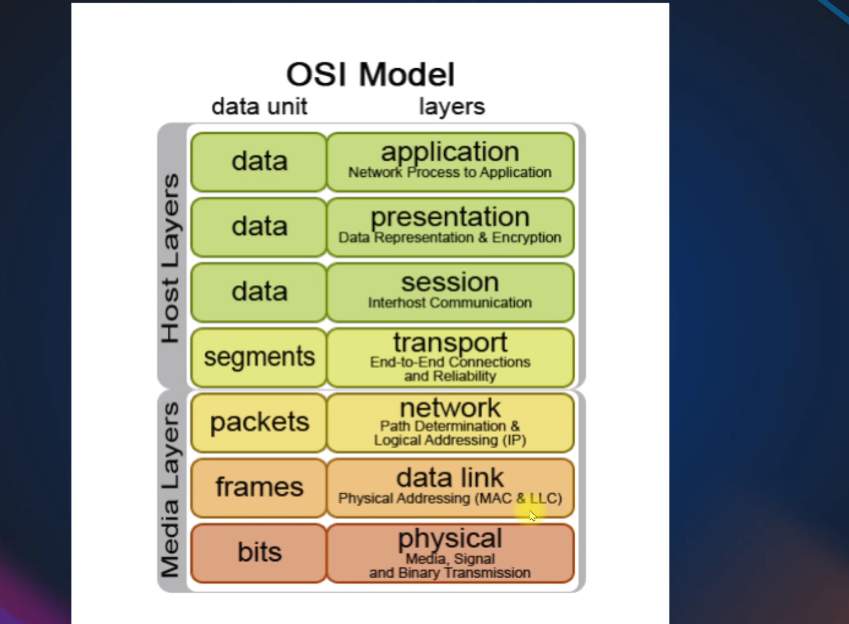 OSI Model
data unit layers
Host Layers
data application
Network Process to Application
data presentation
Data Representation & Encryption
data session
Interhost Communication
segments transport
End-to-End Connections
and Reliability
Media Layers
packets network
Path Determination &
Logical Addressing (IP)
frames data link
Physical Addressing (MAC & LLC)
bits physical
Media, Signal
and Binary Transmission